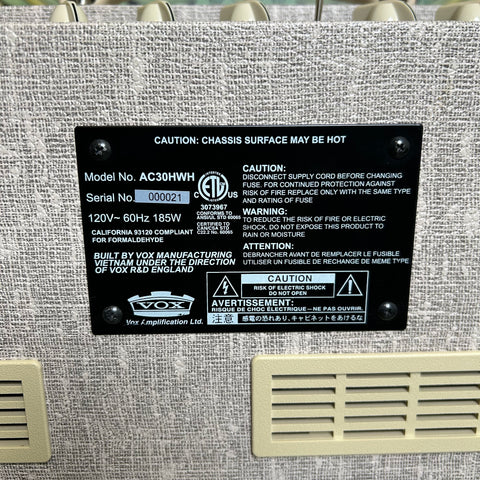 CAUTION: CHASSIS SURFACE MAY BE HOT
Model No. AC30HWH
Serial No. 000021
120V~ 60Hz 185W
CALIFORNIA 93120 COMPLIANT
FOR FORMALDEHYDE
BUILT BY VOX MANUFACTURING
VIETNAM UNDER THE DIRECTION
OF VOX R&D ENGLAND
VOX
Vox Amplification Ltd.
C ETL US
3073967
CONFORMS TO
ANSI/UL STD 60065
CERTIFIED TO
CAN/CSA STD
C22.2 No. 60065
CAUTION:
DISCONNECT SUPPLY CORD BEFORE CHANGING
FUSE. FOR CONTINUED PROTECTION AGAINST
RISK OF FIRE REPLACE ONLY WITH THE SAME TYPE
AND RATING OF FUSE
WARNING:
TO REDUCE THE RISK OF FIRE OR ELECTRIC
SHOCK, DO NOT EXPOSE THIS PRODUCT TO
RAIN OR MOISTURE
ATTENTION:
DEBRANCHER AVANT DE REMPLACER LE FUSIBLE
UTILISER UN FUSIBLE DE RECHANGE DE MEME TYPE
CAUTION
RISK OF ELECTRIC SHOCK
DO NOT OPEN
AVERTISSEMENT:
RISQUE DE CHOC ÉLECTRIQUE–NE PAS OUVRIR.
注意 感電の恐れあり、キャビネットをあけるな